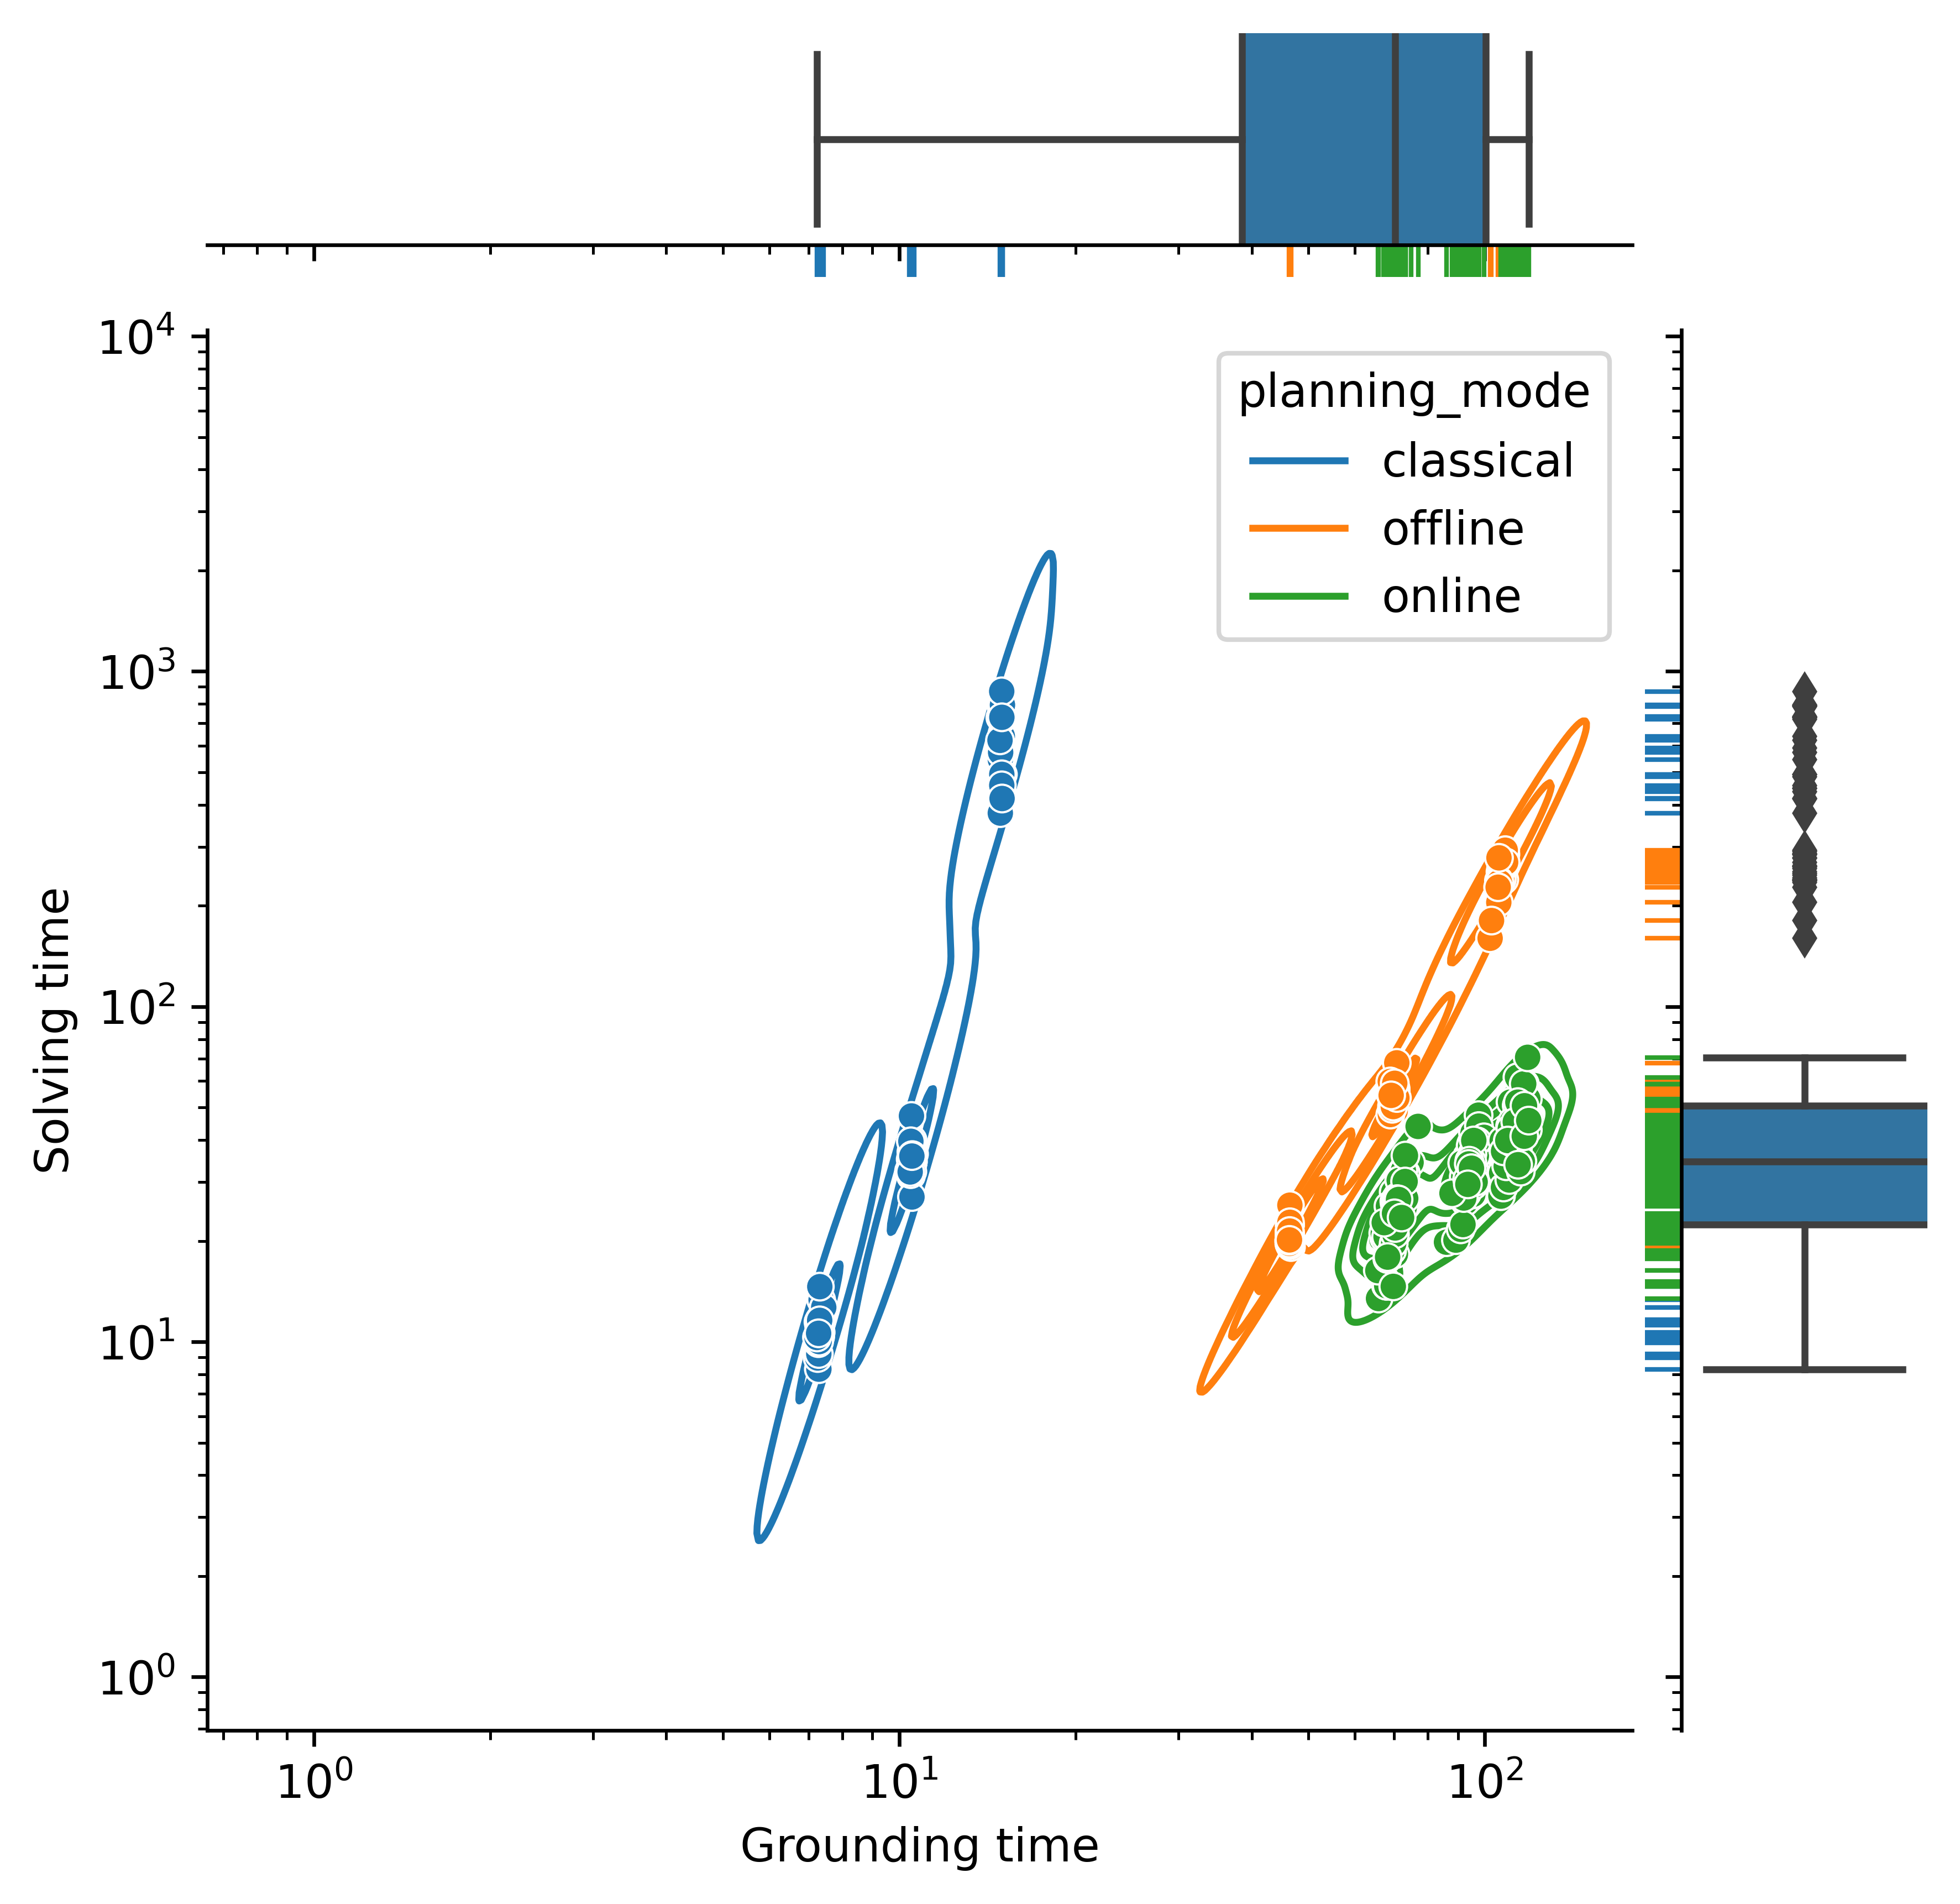 10^4
10^3
10^2
10^1
10^0
Solving time
planning_mode
classical
offline
online
10^0
10^1
10^2
Grounding time